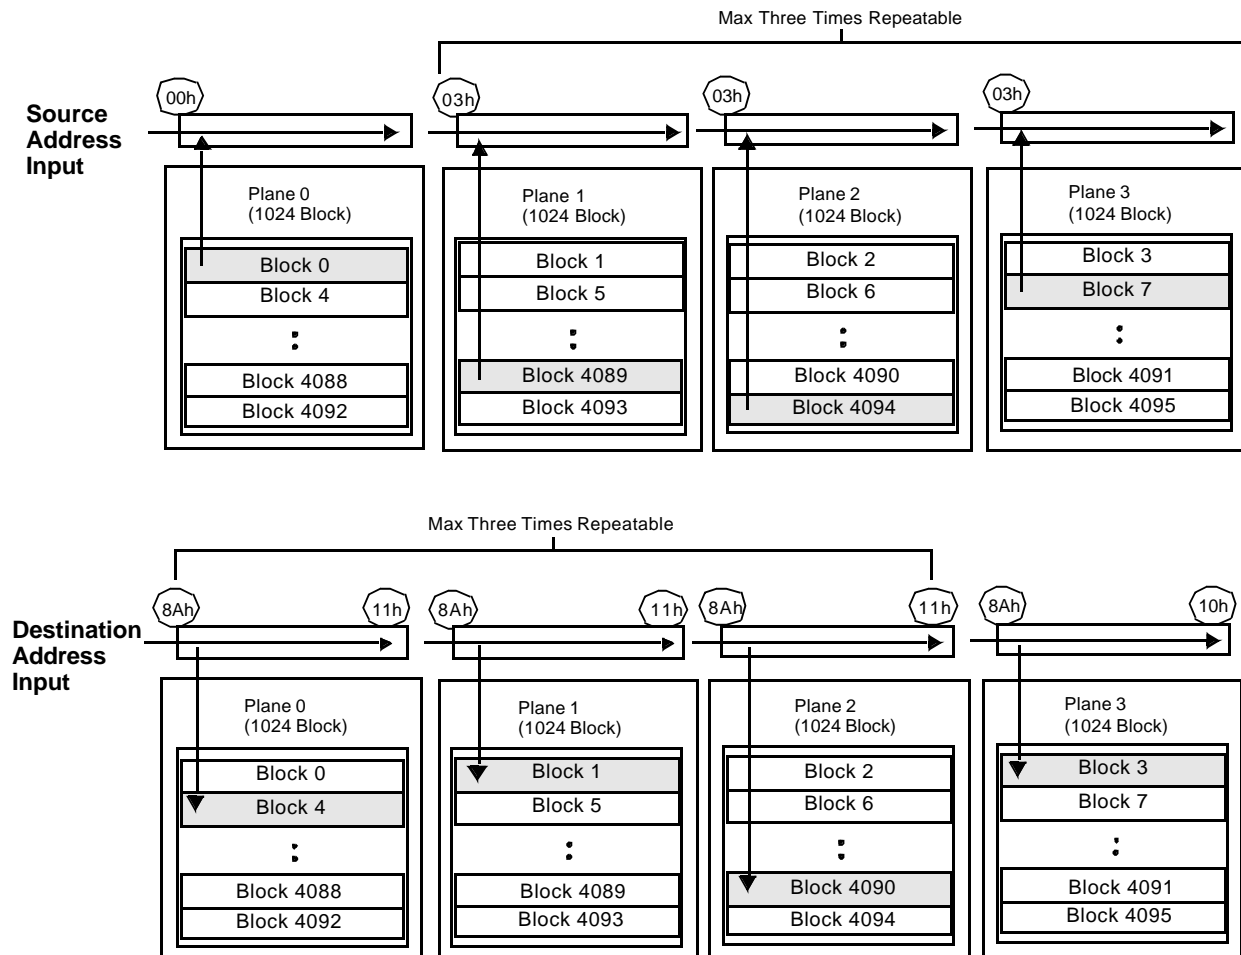 Max Three Times Repeatable
00h
03h
03h
03h
Source
Address
Input
Plane 0
(1024 Block)
Block 0
Block 4
:
Block 4088
Block 4092
Plane 1
(1024 Block)
Block 1
Block 5
:
Block 4089
Block 4093
Plane 2
(1024 Block)
Block 2
Block 6
:
Block 4090
Block 4094
Plane 3
(1024 Block)
Block 3
Block 7
:
Block 4091
Block 4095
Max Three Times Repeatable
8Ah
11h
8Ah
11h
8Ah
11h
8Ah
10h
Destination
Address
Input
Plane 0
(1024 Block)
Block 0
Block 4
:
Block 4088
Block 4092
Plane 1
(1024 Block)
Block 1
Block 5
:
Block 4089
Block 4093
Plane 2
(1024 Block)
Block 2
Block 6
:
Block 4090
Block 4094
Plane 3
(1024 Block)
Block 3
Block 7
:
Block 4091
Block 4095